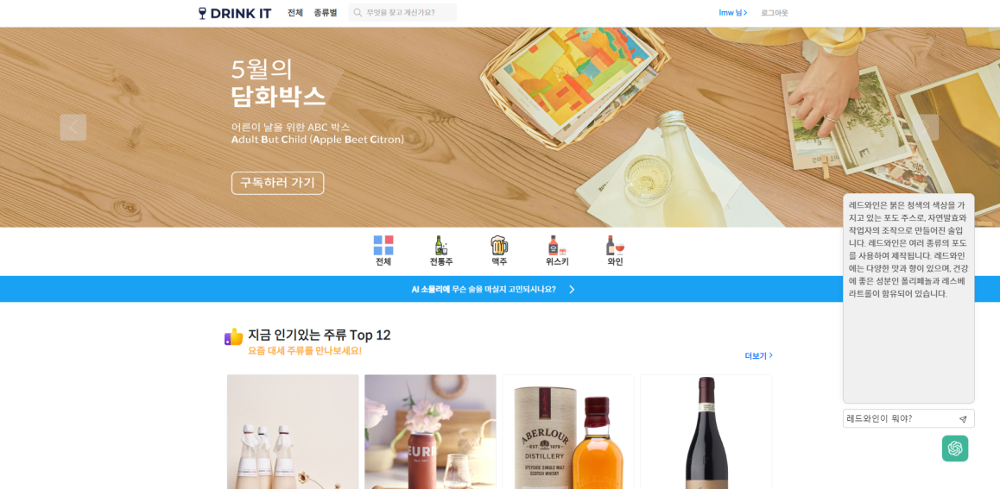 DRINK IT 전체 종류별 무엇을 찾고 계신가요? lmw 님 로그아웃
5월의
담화박스
어른이 날을 위한 ABC 박스
Adult But Child (Apple Beet Citron)
구독하러 가기
레드와인은 붉은 청색의 색상을 가
지고 있는 포도 주스로, 자연발효와
작업자의 조작으로 만들어진 술입
니다. 레드와인은 여러 종류의 포도
를 사용하여 제작됩니다. 레드와인
에는 다양한 맛과 향이 있으며, 건강
에 좋은 성분인 폴리페놀과 레스베
라트롤이 함유되어 있습니다.
전체 전통주 맥주 위스키 와인
AI 소믈리에 무슨 술을 마실지 고민되시나요?
지금 인기있는 주류 Top 12
요즘 대세 주류를 만나보세요!
더보기
레드와인이 뭐야?
ABERLOUR
EST. 1879
DISTILLERY
SPEYSIDE SINGLE MALT
SCOTCH WHISKY